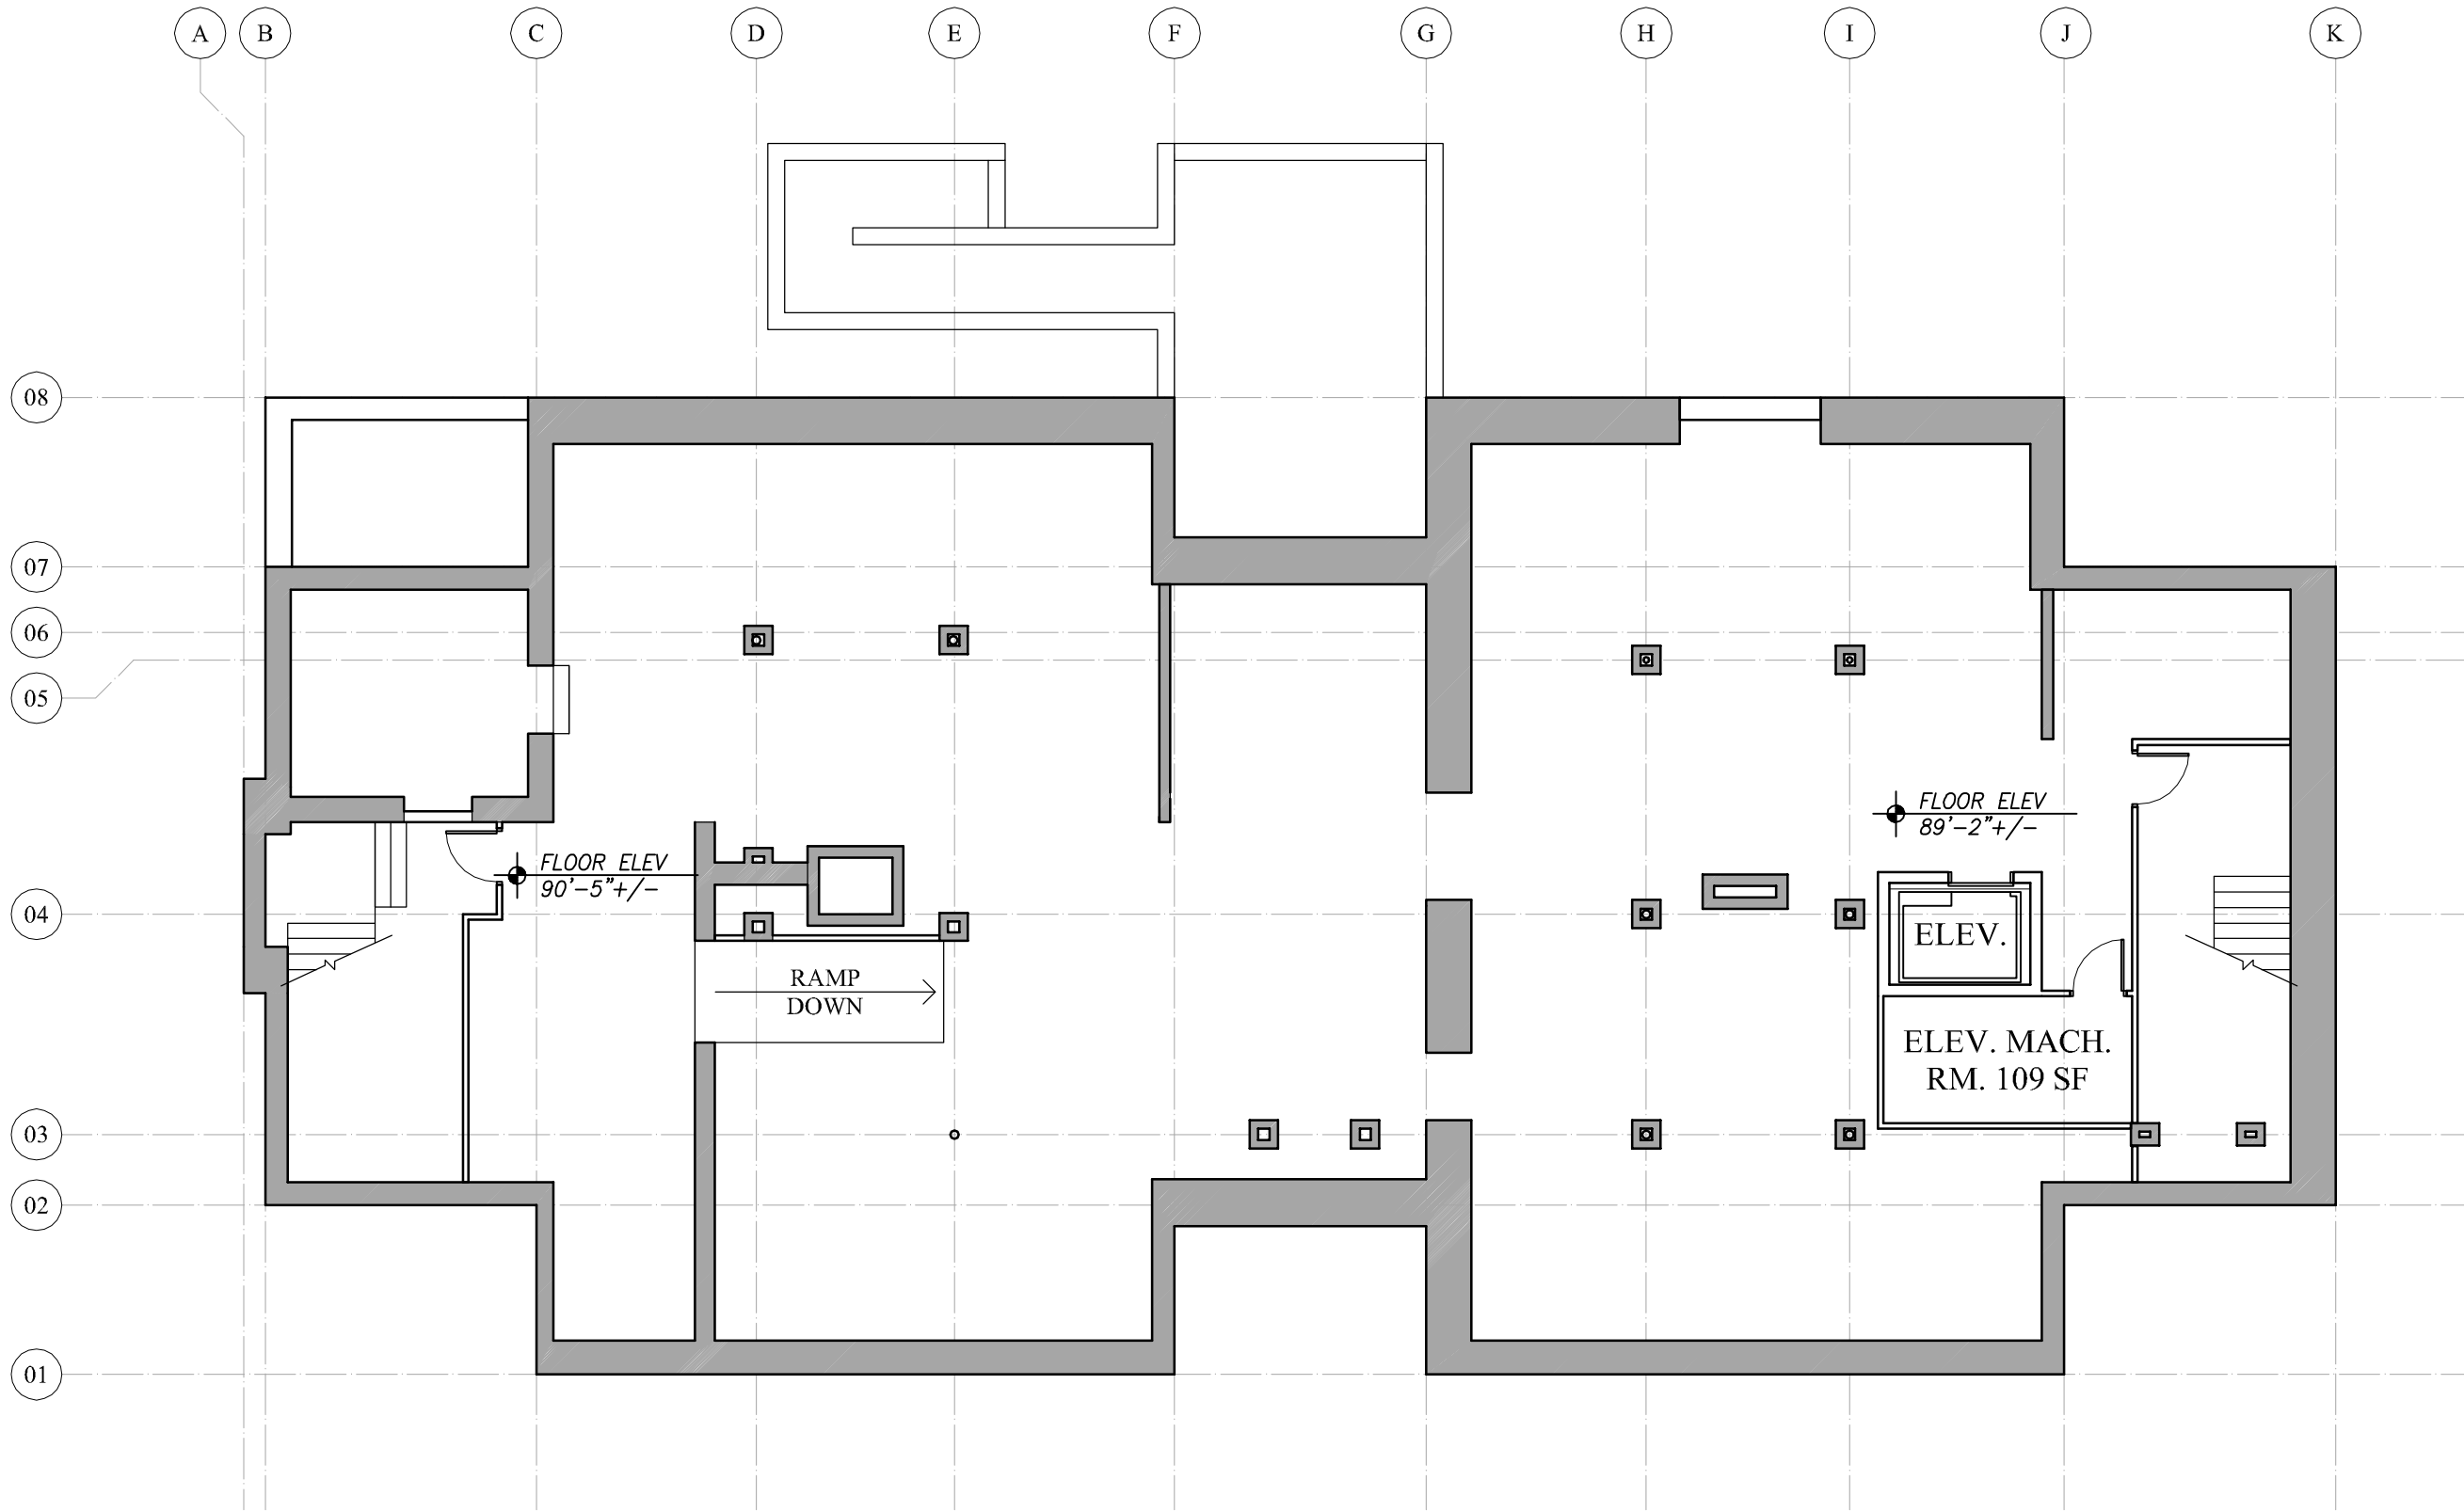 A B C D E F G H I J K
08
07
06
05
FLOOR ELEV
89'-2"+/-
FLOOR ELEV
90'-5"+/-
04
ELEV.
RAMP
DOWN
ELEV. MACH.
RM. 109 SF
03
02
01